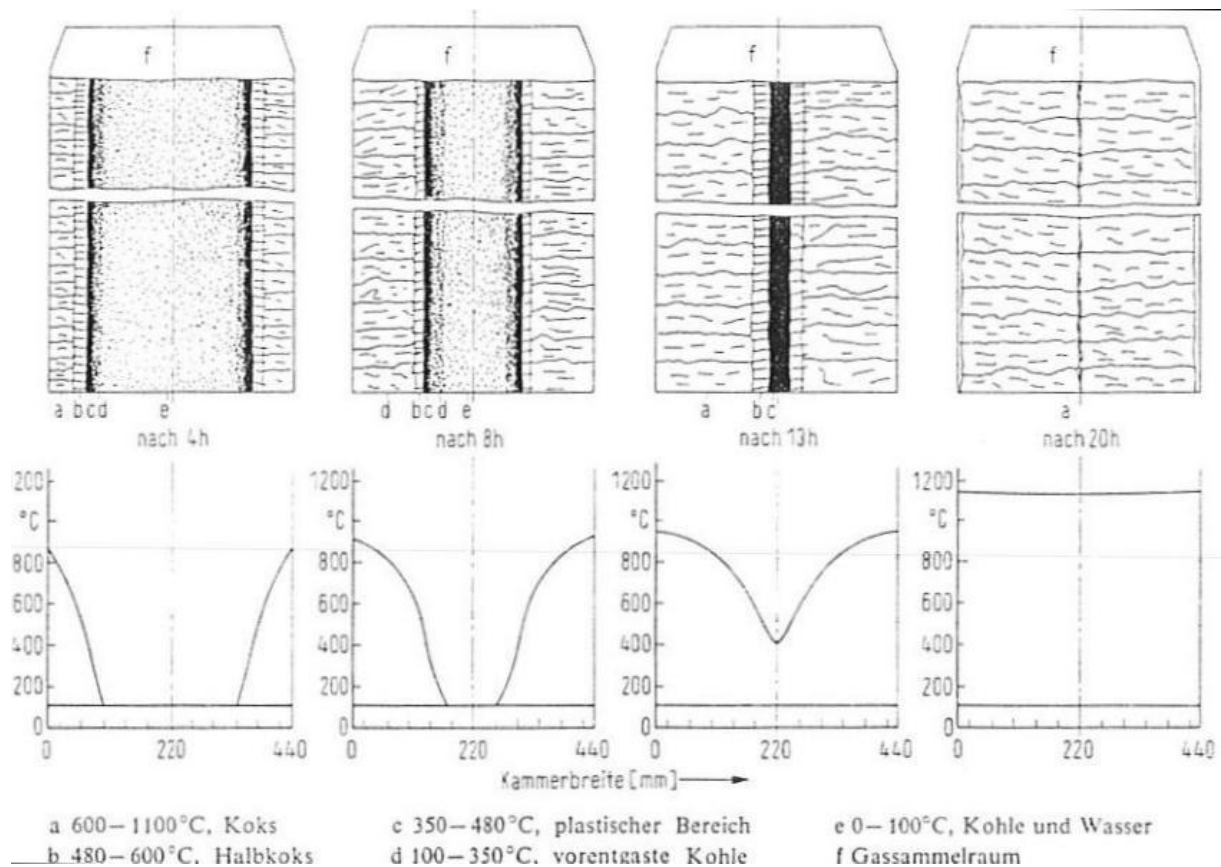 f f f f
a b c d e d b c d e a b c a
nach 4h nach 8h nach 13h nach 20h
200 1200 1200 1200
°C °C °C °C
800 800 800 800
600 600 600 600
400 400 400 400
200 200 200 200
0 0 0 0
0 220 440 0 220 440 0 220 440 0 220 440
Kammerbreite [mm]
a 600–1100°C, Koks c 350–480°C, plastischer Bereich e 0–100°C, Kohle und Wasser
b 480–600°C, Halbkoks d 100–350°C, vorentgaste Kohle f Gassammelraum